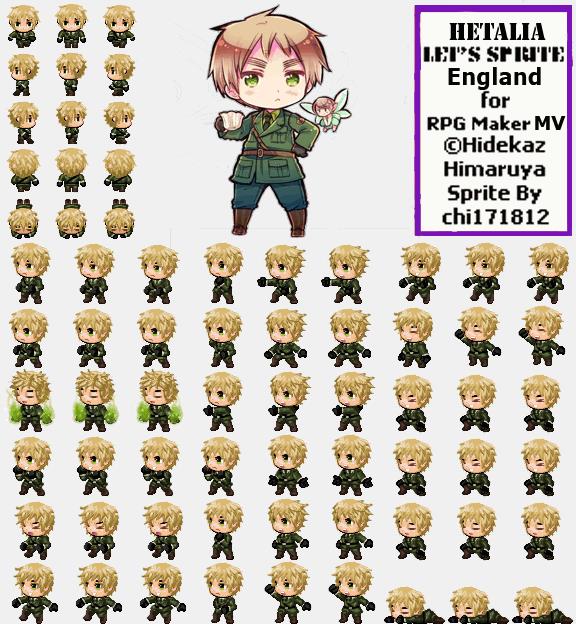 HETALIA
LET'S SPRITE
England
for
RPG Maker MV
©Hidekaz
Himaruya
Sprite By
chi171812